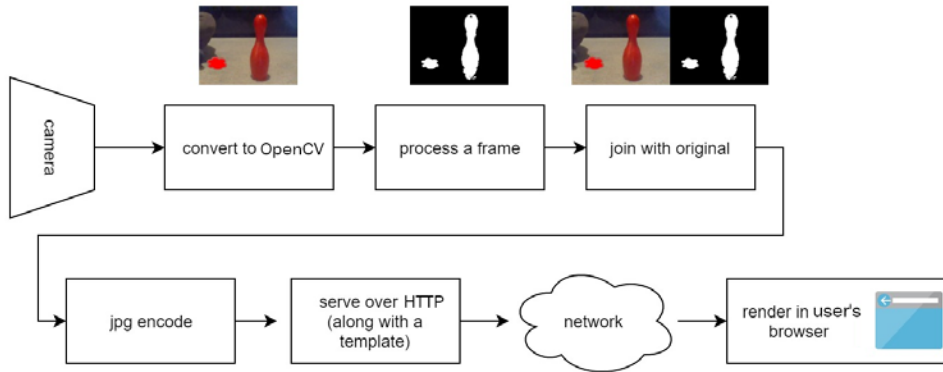 camera
convert to OpenCV
process a frame
join with original
jpg encode
serve over HTTP
(along with a
template)
network
render in user's
browser